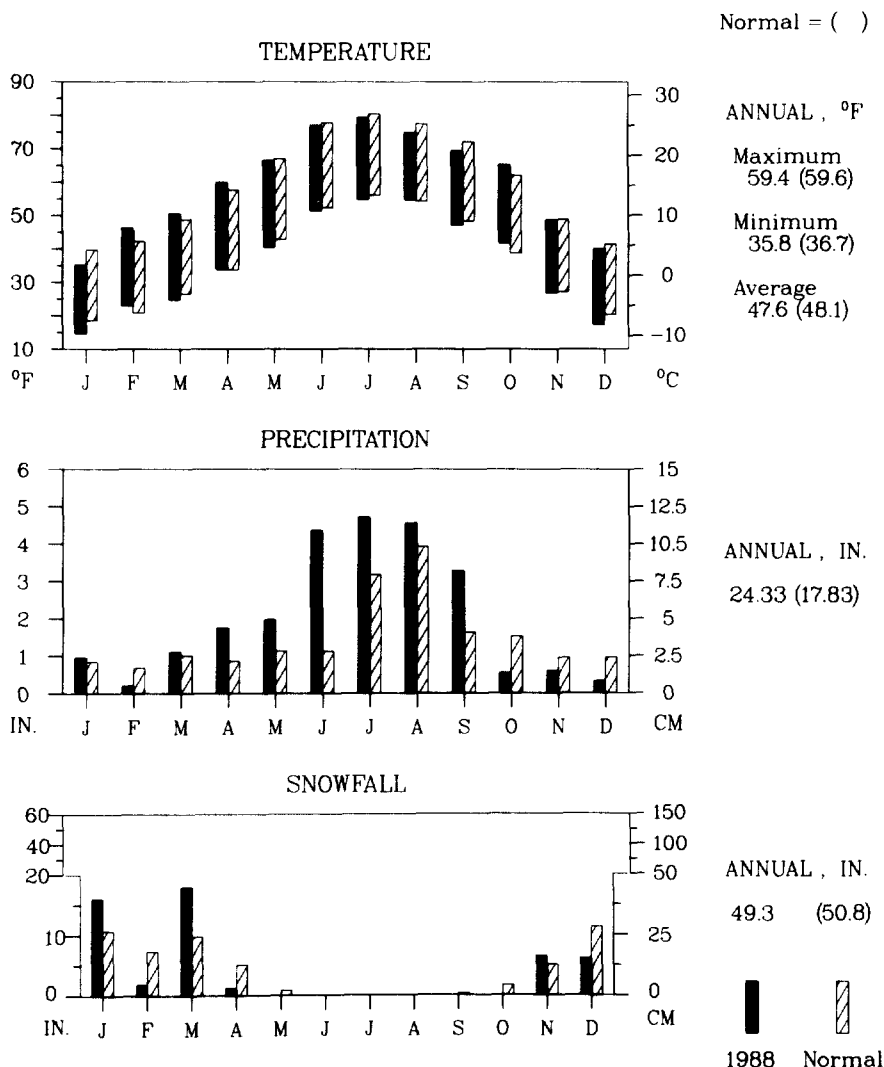 Normal = ( )
TEMPERATURE
90
70
50
30
10
30
20
10
0
-10
°F J F M A M J J A S O N D °C
ANNUAL , °F
Maximum
59.4 (59.6)
Minimum
35.8 (36.7)
Average
47.6 (48.1)
PRECIPITATION
6
5
4
3
2
1
0
15
12.5
10.5
7.5
5
2.5
0
IN. J F M A M J J A S O N D CM
ANNUAL , IN.
24.33 (17.83)
SNOWFALL
60
40
20
10
0
150
100
50
25
0
IN. J F M A M J J A S O N D CM
ANNUAL , IN.
49.3 (50.8)
1988 Normal